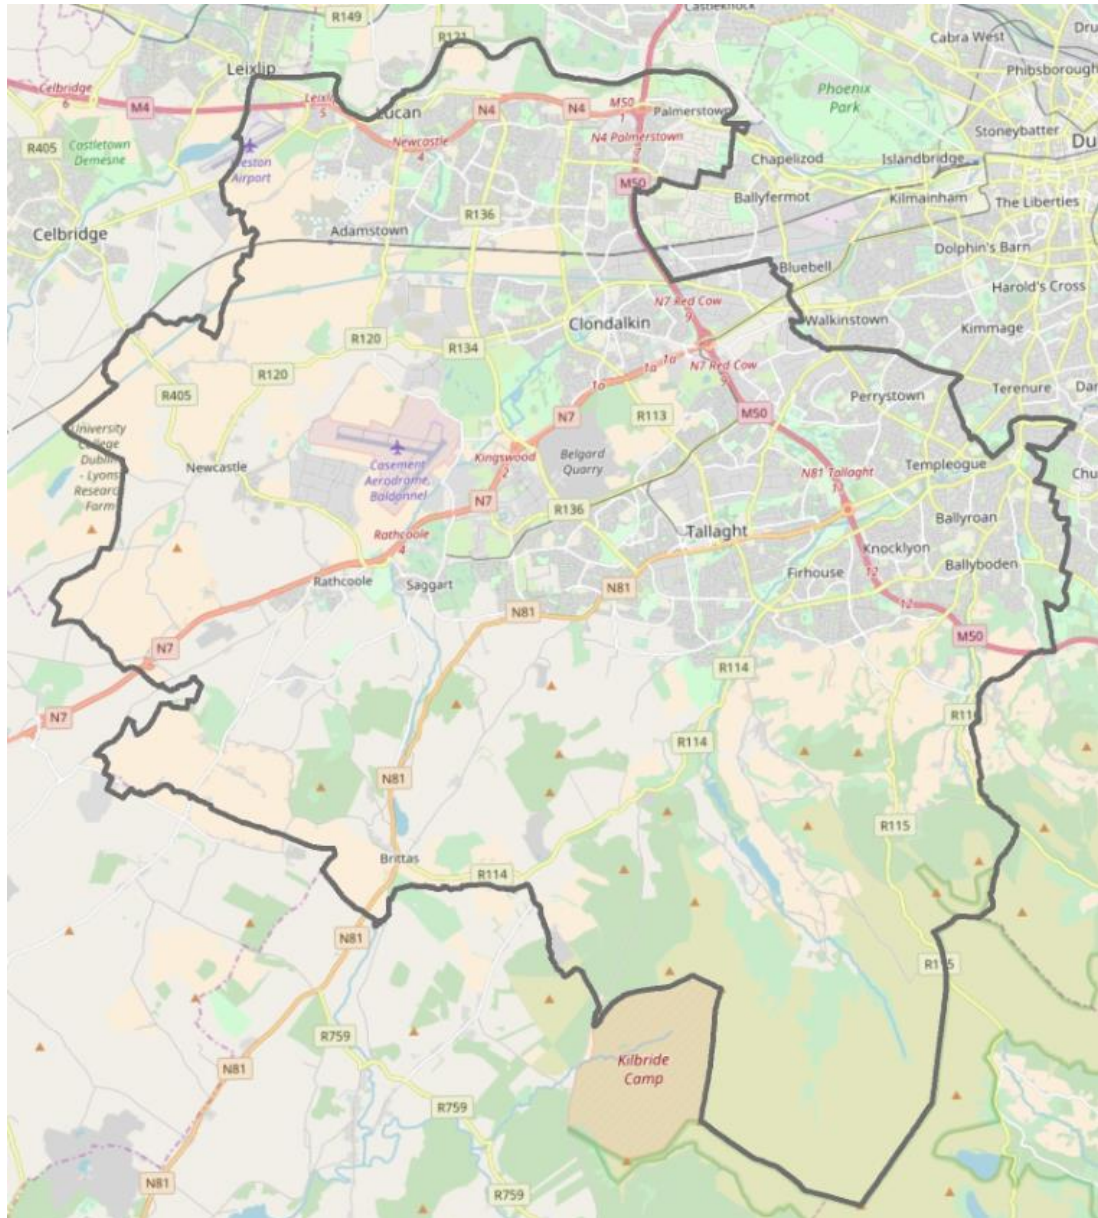 R149
R121
Castleknock
Cabra West
Phibsborough
Leixlip
Celbridge
6
M4
Leixlip
5
Lucan
N4
N4
M50
1
Palmerstown
Phoenix
Park
Stoneybatter
R405
Castletown
Demesne
Newcastle
4
N4 Palmerstown
Weston
Airport
Chapelizod
Islandbridge
M50
Ballyfermot
Kilmainham
The Liberties
R136
Celbridge
Adamstown
Dolphin's Barn
Bluebell
Harold's Cross
N7 Red Cow
9
Clondalkin
Walkinstown
Kimmage
R120
R134
1a
1a
1a
N7 Red Cow
9
R120
R405
N7
R113
M50
Perrystown
Terenure
University
College
Dublin
- Lyons
Research
Farm
Newcastle
Casement
Aerodrome,
Baldonnel
Kingswood
2
Belgard
Quarry
N81 Tallaght
11
Templeogue
N7
R136
Ballyroan
Rathcoole
4
Tallaght
Knocklyon
Ballyboden
Rathcoole
Saggart
N81
Firhouse
12
12
N81
N7
R114
M50
N7
R114
N81
R115
Brittas
R114
N81
R115
R759
Kilbride
Camp
N81
R759
N81
R759